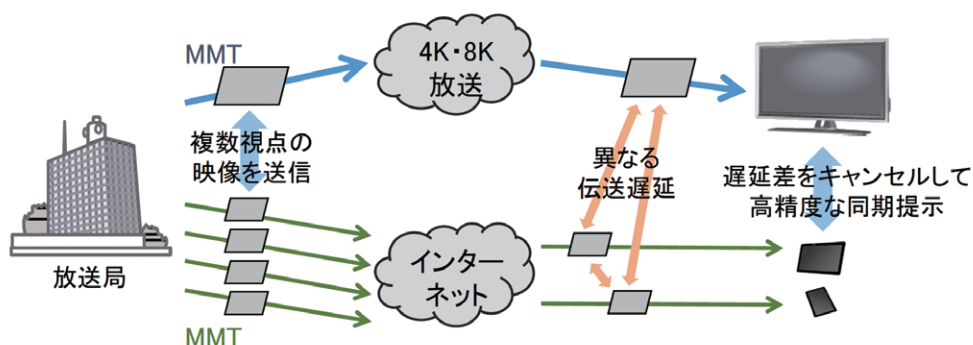 MMT
4K・8K
放送
複数視点の
映像を送信
異なる
伝送遅延
遅延差をキャンセルして
高精度な同期提示
放送局
インター
ネット
MMT